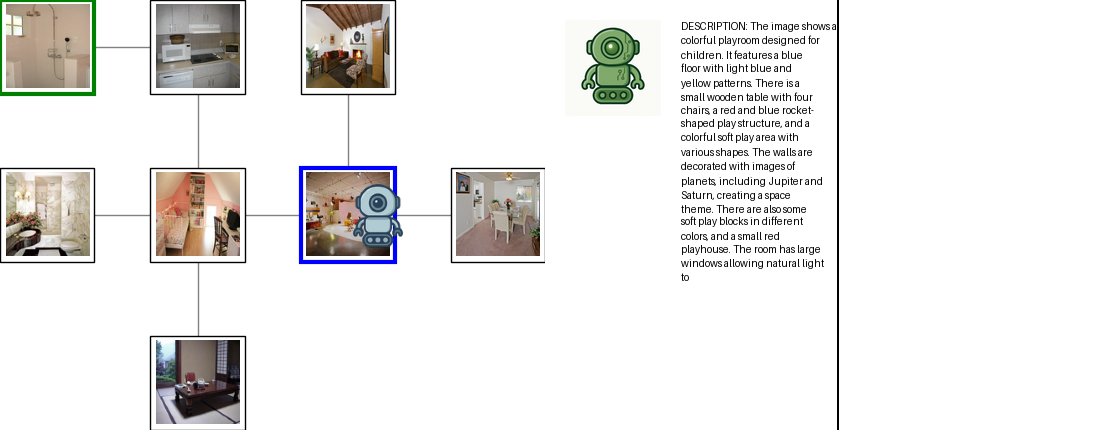 DESCRIPTION: The image shows a
colorful playroom designed for
children. It features a blue
floor with light blue and
yellow patterns. There is a
small wooden table with four
chairs, a red and blue rocket-
shaped play structure, and a
colorful soft play area with
various shapes. The walls are
decorated with images of
planets, including Jupiter and
Saturn, creating a space
theme. There are also some
soft play blocks in different
colors, and a small red
playhouse. The room has large
windows allowing natural light
to